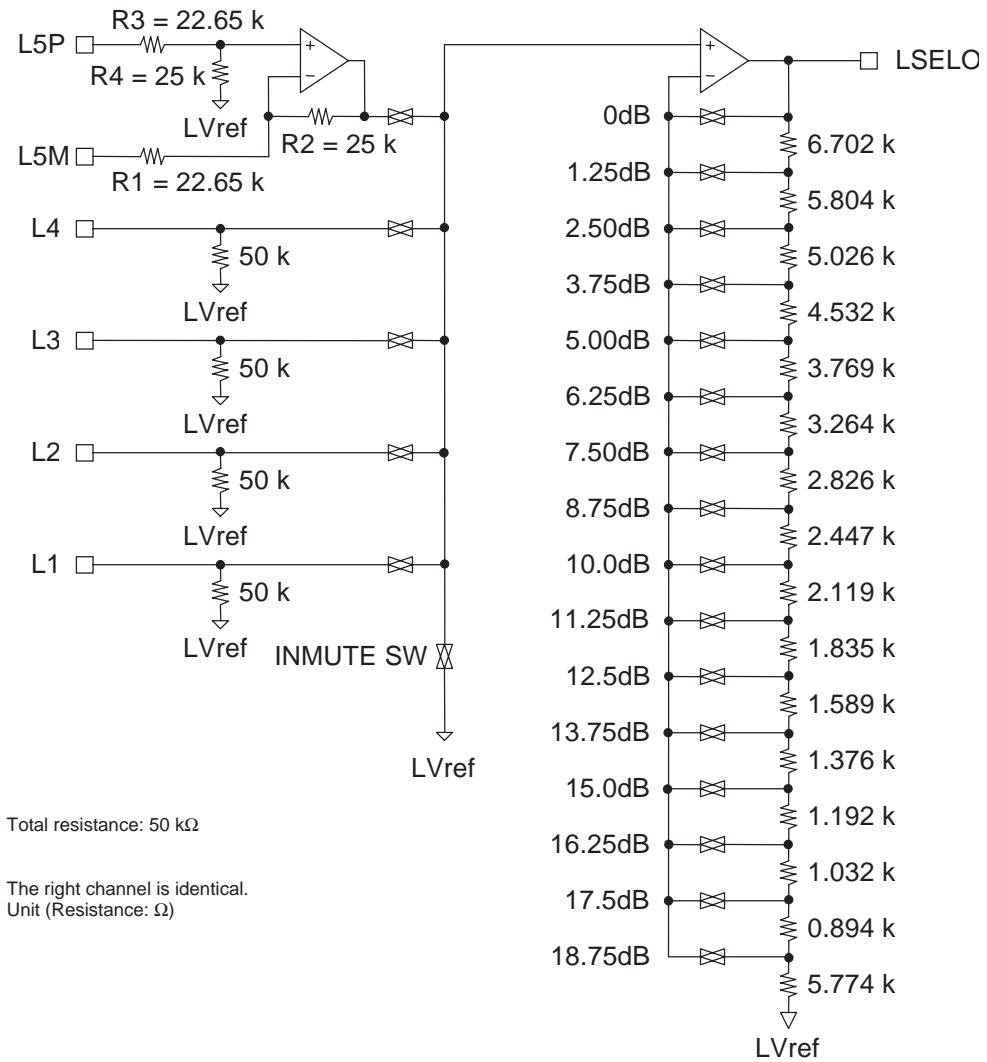 R3 = 22.65 k
L5P
R4 = 25 k
LVref
R2 = 25 k
L5M
R1 = 22.65 k
L4
50 k
LVref
L3
50 k
LVref
L2
50 k
LVref
L1
50 k
LVref
INMUTE SW
LVref
+
−
+
−
LSELO
0dB
6.702 k
1.25dB
5.804 k
2.50dB
5.026 k
3.75dB
4.532 k
5.00dB
3.769 k
6.25dB
3.264 k
7.50dB
2.826 k
8.75dB
2.447 k
10.0dB
2.119 k
11.25dB
1.835 k
12.5dB
1.589 k
13.75dB
1.376 k
15.0dB
1.192 k
16.25dB
1.032 k
17.5dB
0.894 k
18.75dB
5.774 k
LVref
Total resistance: 50 kΩ
The right channel is identical.
Unit (Resistance: Ω)